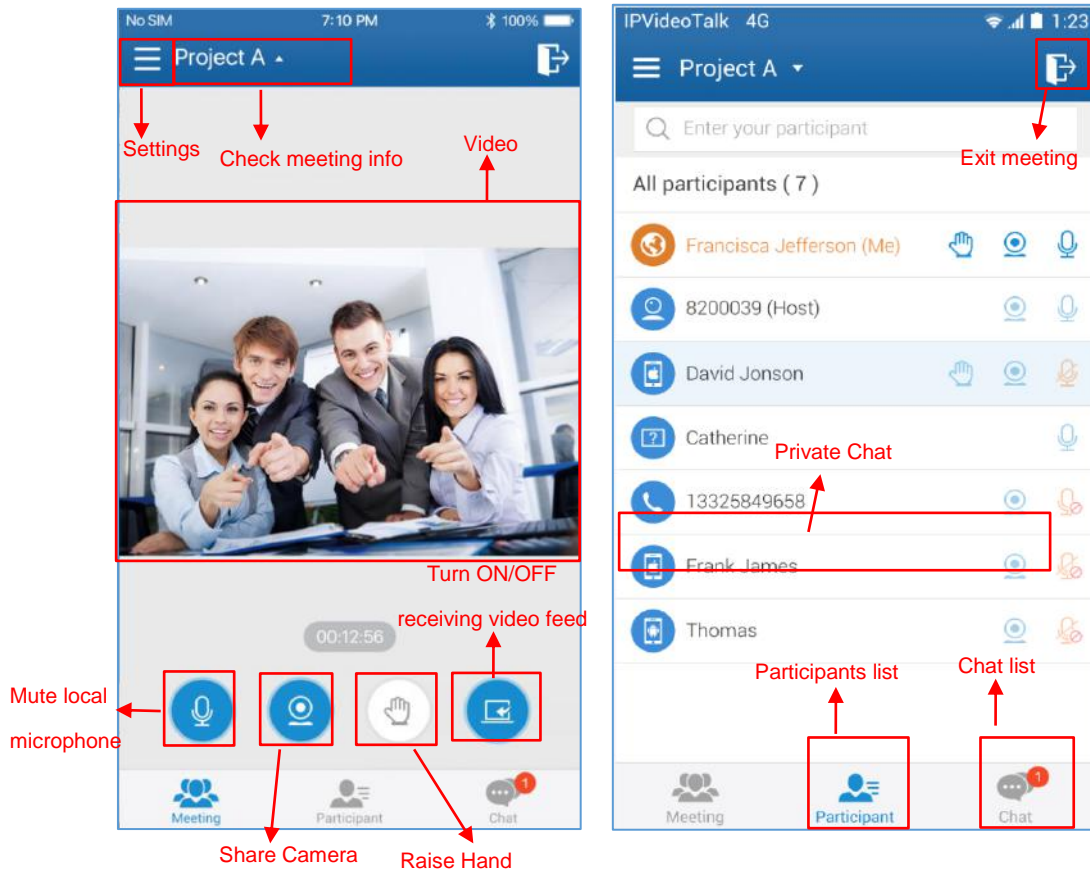 No SIM 7:10 PM 100%
Project A
Settings
Check meeting info
Video
Turn ON/OFF
receiving video feed
00:12:56
Mute local
microphone
Meeting Participant Chat
1
Share Camera
Raise Hand
IPVideoTalk 4G 1:23
Project A
Enter your participant
Exit meeting
All participants ( 7 )
Francisca Jefferson (Me)
8200039 (Host)
David Jonson
Catherine
Private Chat
13325849658
Frank James
Thomas
Participants list
Chat list
1
Meeting Participant Chat